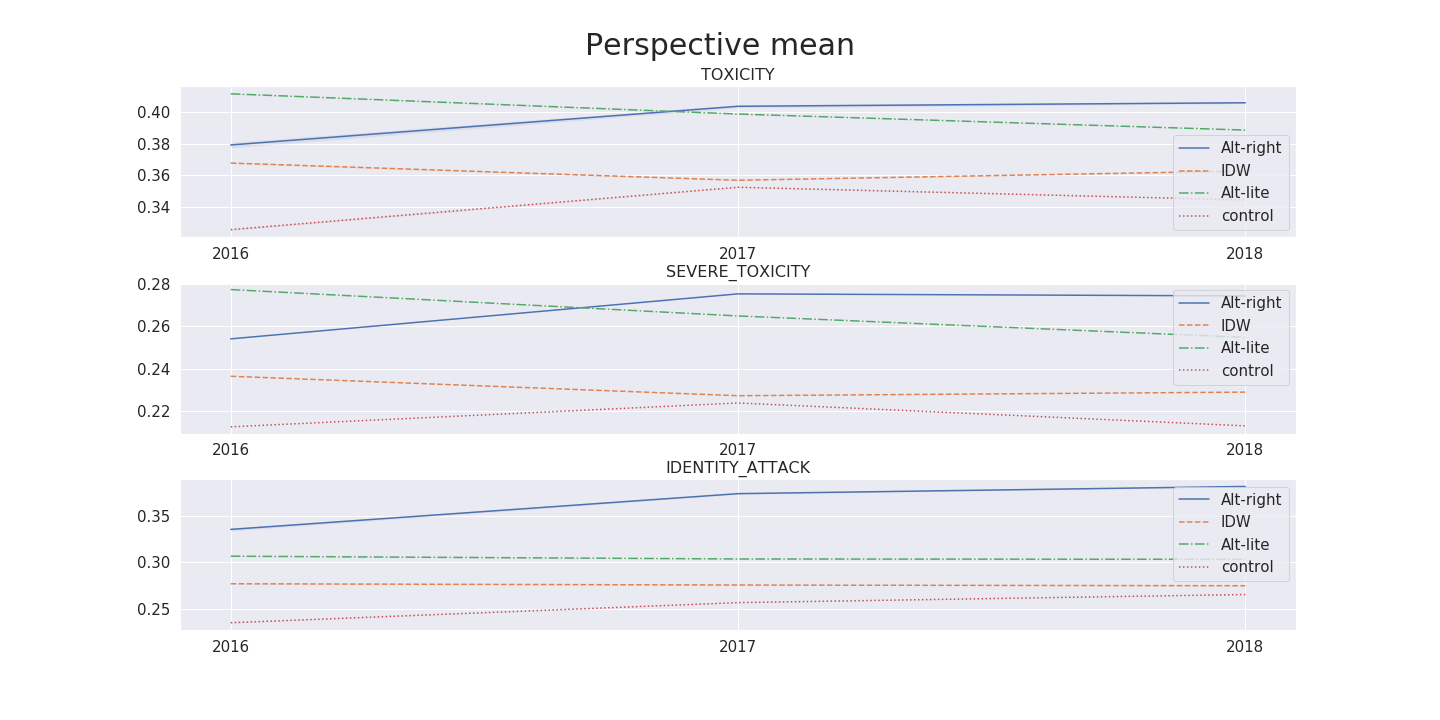 Perspective mean
TOXICITY
0.40
0.38
0.36
0.34
Alt-right
IDW
Alt-lite
control
2016 2017 2018
SEVERE_TOXICITY
0.28
0.26
0.24
0.22
Alt-right
IDW
Alt-lite
control
2016 2017 2018
IDENTITY_ATTACK
0.35
0.30
0.25
Alt-right
IDW
Alt-lite
control
2016 2017 2018